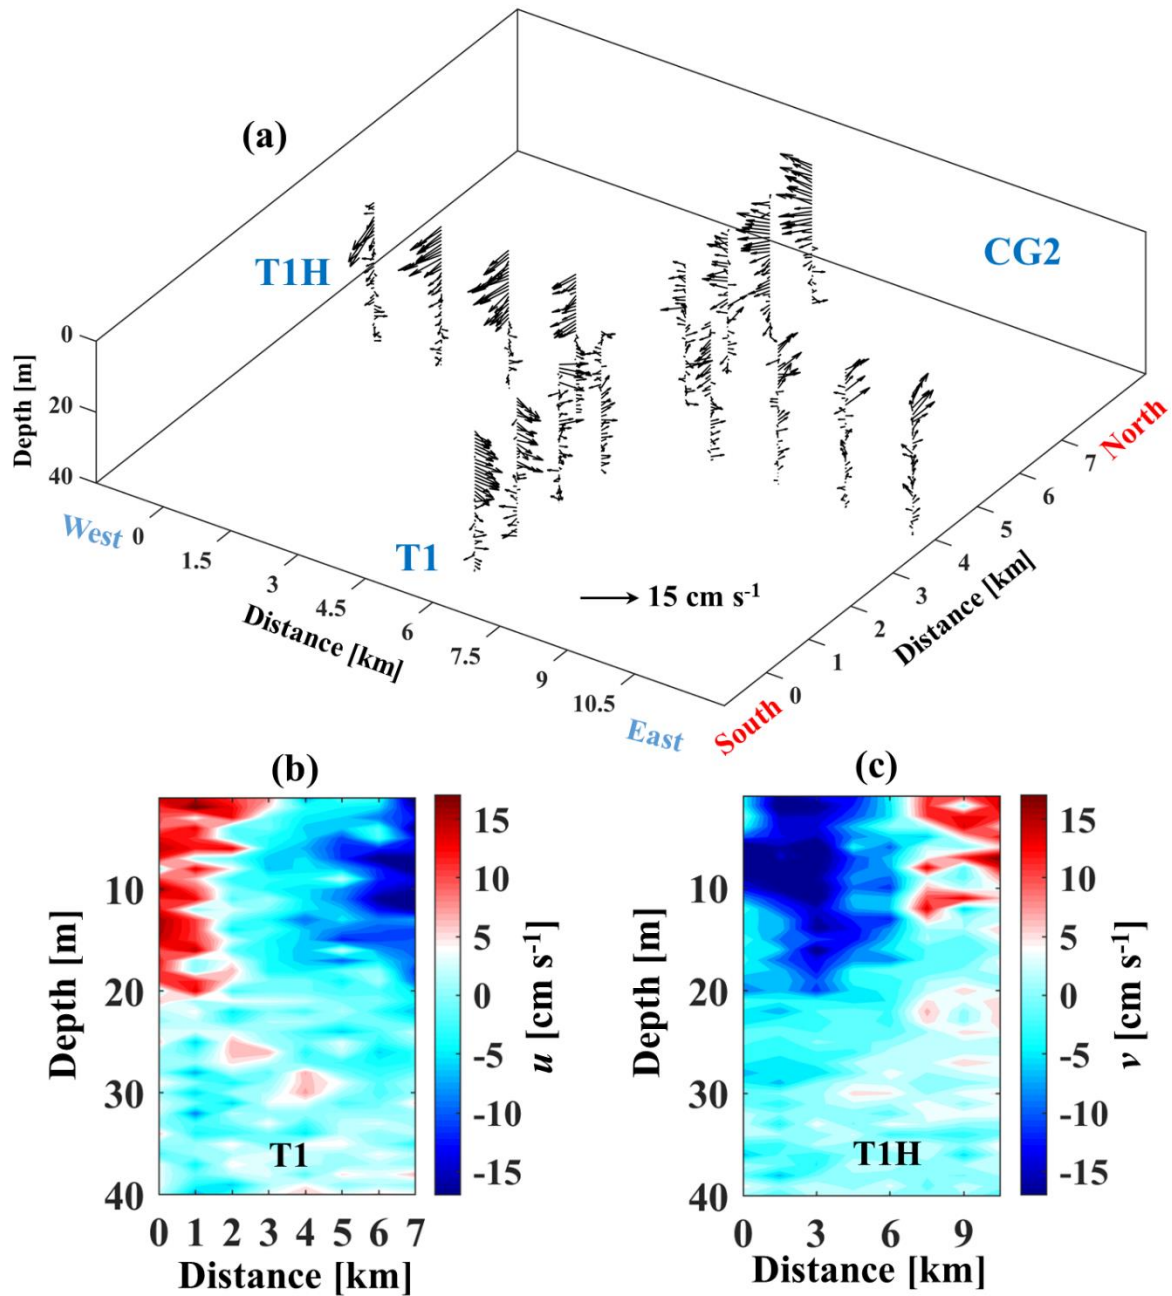 (a)
CG2
T1H
0
Depth [m]
20
40
West
0
1.5
3
4.5
6
7.5
9
10.5
East
Distance [km]
T1
15 cm s-1
South
0
1
2
3
4
5
6
7
North
Distance [km]
(b)
10
20
30
40
Depth [m]
T1
0 1 2 3 4 5 6 7
Distance [km]
15
10
5
0
-5
-10
-15
u [cm s-1]
(c)
10
20
30
40
Depth [m]
T1H
0 3 6 9
Distance [km]
15
10
5
0
-5
-10
-15
v [cm s-1]